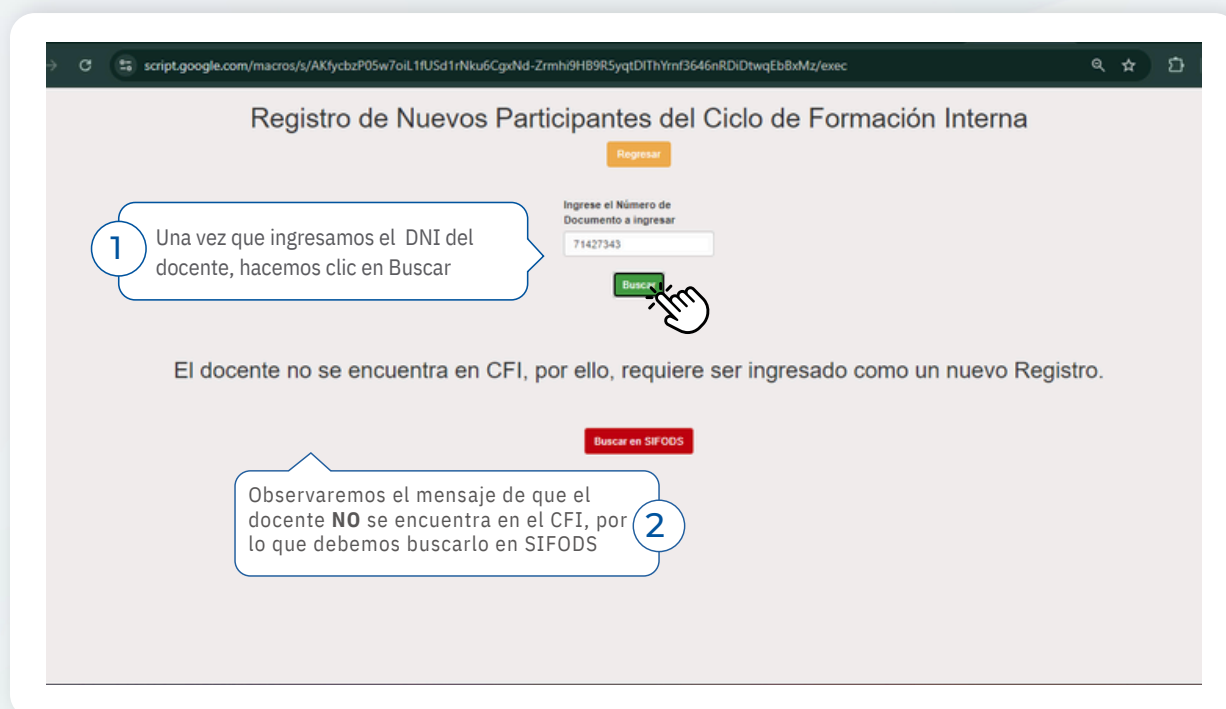 script.google.com/macros/s/AKfycbzP05w7oiL1fUSd1rNku6CgxNd-Zrmhi9HB9R5yqtDIThYrnf3646nRDiDtwqEbBxMz/exec
Registro de Nuevos Participantes del Ciclo de Formación Interna
Regresar
Ingrese el Número de
Documento a ingresar
71427343
Buscar
1
Una vez que ingresamos el DNI del
docente, hacemos clic en Buscar
El docente no se encuentra en CFI, por ello, requiere ser ingresado como un nuevo Registro.
Buscar en SIFODS
Observaremos el mensaje de que el
docente NO se encuentra en el CFI, por
lo que debemos buscarlo en SIFODS
2